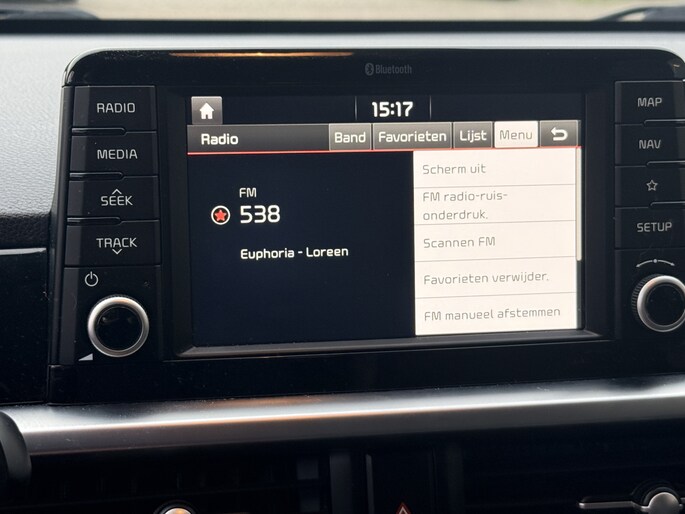 Bluetooth
RADIO
MEDIA
SEEK
TRACK
15:17
Radio
Band
Favorieten
Lijst
Menu
FM
538
Euphoria - Loreen
Scherm uit
FM radio-ruis-
onderdruk.
Scannen FM
Favorieten verwijder.
FM manueel afstemmen
MAP
NAV
SETUP